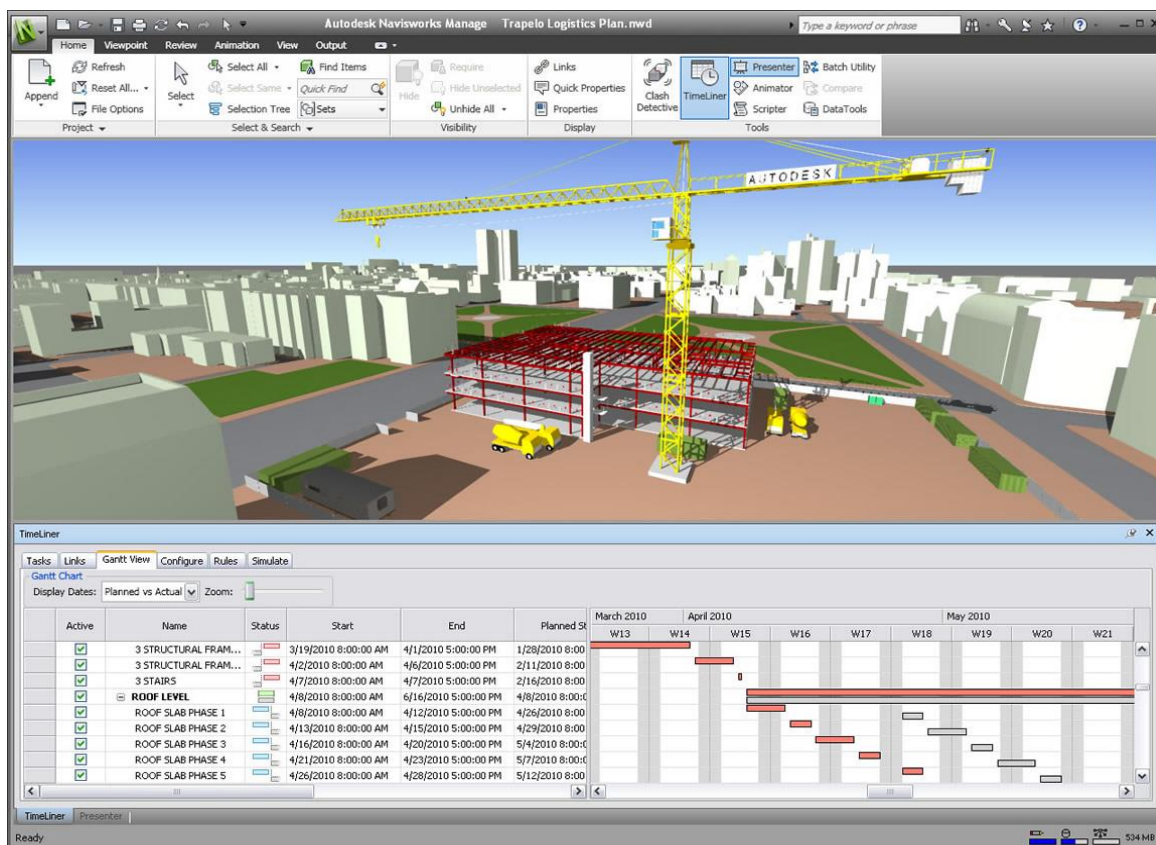 Autodesk Navisworks Manage Trapelo Logistics Plan.nwd
Type a keyword or phrase
Home Viewpoint Review Animation View Output
Append
Refresh
Reset All...
File Options
Project
Select
Select All
Select Same
Selection Tree
Find Items
Quick Find
Sets
Select & Search
Hide
Require
Hide Unselected
Unhide All
Visibility
Links
Quick Properties
Properties
Display
Clash Detective
TimeLiner
Presenter
Animator
Scripter
Batch Utility
Compare
DataTools
Tools
AUTODESK
TimeLiner
Tasks Links Gantt View Configure Rules Simulate
Gantt Chart
Display Dates: Planned vs Actual Zoom:
March 2010 April 2010 May 2010
Active Name Status Start End Planned St W13 W14 W15 W16 W17 W18 W19 W20 W21
3 STRUCTURAL FRAM... 3/19/2010 8:00:00 AM 4/1/2010 5:00:00 PM 1/28/2010 8:00
3 STRUCTURAL FRAM... 4/2/2010 8:00:00 AM 4/6/2010 5:00:00 PM 2/11/2010 8:00
3 STAIRS 4/7/2010 8:00:00 AM 4/7/2010 5:00:00 PM 2/16/2010 8:00
ROOF LEVEL 4/8/2010 8:00:00 AM 6/16/2010 5:00:00 PM 4/8/2010 8:00:0
ROOF SLAB PHASE 1 4/8/2010 8:00:00 AM 4/12/2010 5:00:00 PM 4/26/2010 8:00
ROOF SLAB PHASE 2 4/13/2010 8:00:00 AM 4/15/2010 5:00:00 PM 4/29/2010 8:00
ROOF SLAB PHASE 3 4/16/2010 8:00:00 AM 4/20/2010 5:00:00 PM 5/4/2010 8:00:0
ROOF SLAB PHASE 4 4/21/2010 8:00:00 AM 4/23/2010 5:00:00 PM 5/7/2010 8:00:0
ROOF SLAB PHASE 5 4/26/2010 8:00:00 AM 4/28/2010 5:00:00 PM 5/12/2010 8:00
TimeLiner Presenter
Ready 534 MB